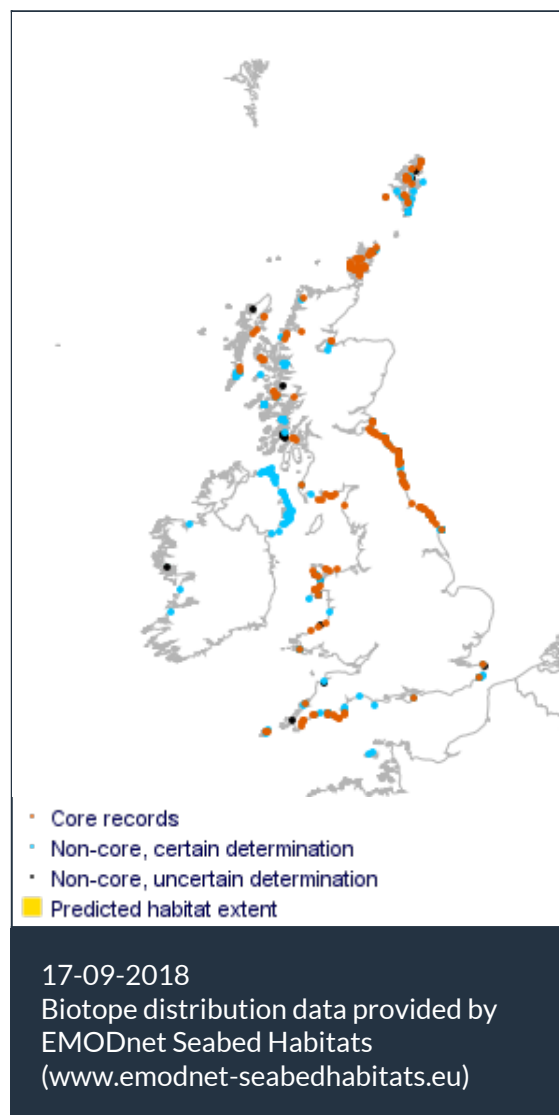 Core records
Non-core, certain determination
Non-core, uncertain determination
Predicted habitat extent
17-09-2018
Biotope distribution data provided by
EMODnet Seabed Habitats
(www.emodnet-seabedhabitats.eu)